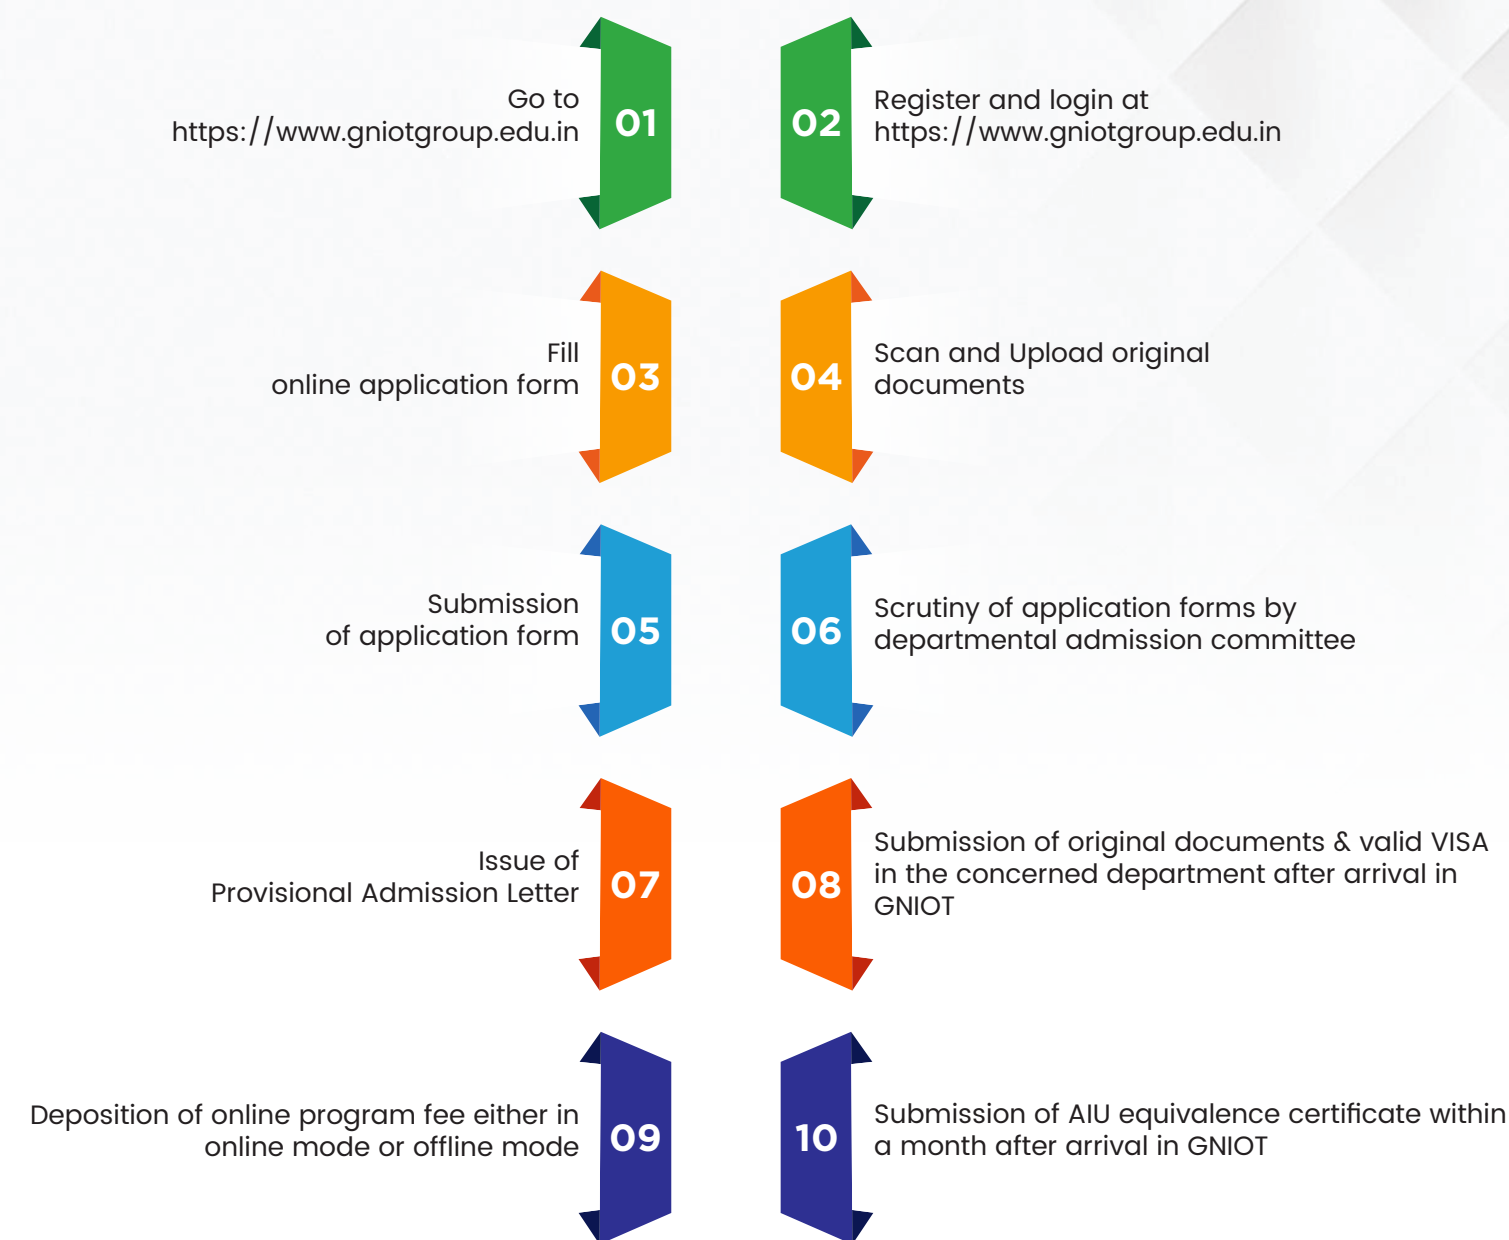 Go to
https://www.gniotgroup.edu.in
01
02
Register and login at
https://www.gniotgroup.edu.in
Fill
online application form
03
04
Scan and Upload original
documents
Submission
of application form
05
06
Scrutiny of application forms by
departmental admission committee
Issue of
Provisional Admission Letter
07
08
Submission of original documents & valid VISA
in the concerned department after arrival in
GNIOT
Deposition of online program fee either in
online mode or offline mode
09
10
Submission of AIU equivalence certificate within
a month after arrival in GNIOT